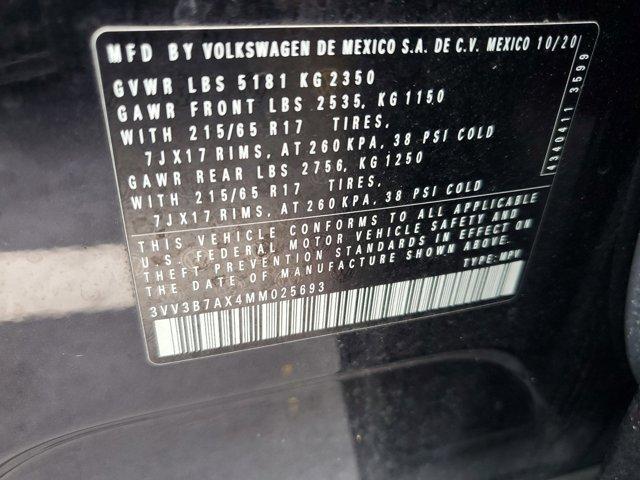 MFD BY VOLKSWAGEN DE MEXICO S.A. DE C.V. MEXICO 10/20
GVWR LBS 5181 KG 2350
GAWR FRONT LBS 2535, KG 1150
WITH 215/65 R17 TIRES,
7JX17 RIMS, AT 260 KPA, 38 PSI COLD
GAWR REAR LBS 2756, KG 1250
WITH 215/65 R17 TIRES,
7JX17 RIMS, AT 260 KPA, 38 PSI COLD
THIS VEHICLE CONFORMS TO ALL APPLICABLE
U.S. FEDERAL MOTOR VEHICLE SAFETY AND
THEFT PREVENTION STANDARDS IN EFFECT ON
THE DATE OF MANUFACTURE SHOWN ABOVE.
3VV3B7AX4MM025693 TYPE: MPV
4340411 3599